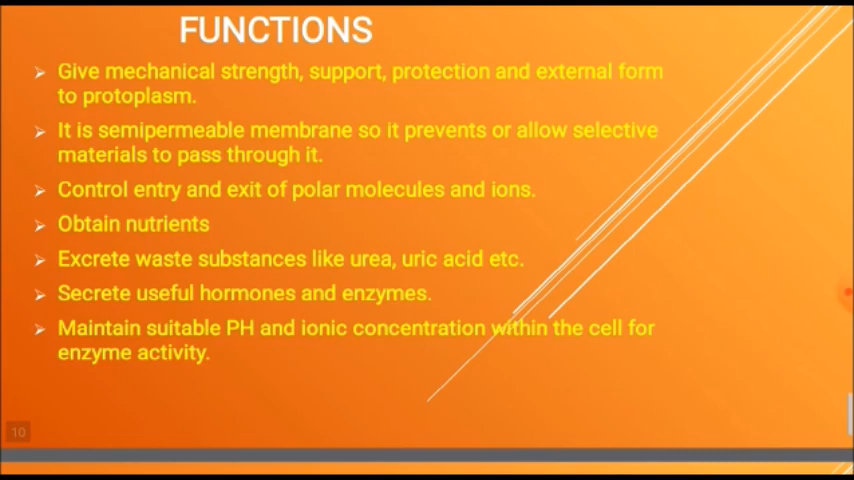 FUNCTIONS
➢ Give mechanical strength, support, protection and external form
to protoplasm.
➢ It is semipermeable membrane so it prevents or allow selective
materials to pass through it.
➢ Control entry and exit of polar molecules and ions.
➢ Obtain nutrients
➢ Excrete waste substances like urea, uric acid etc.
➢ Secrete useful hormones and enzymes.
➢ Maintain suitable PH and ionic concentration within the cell for
enzyme activity.
10